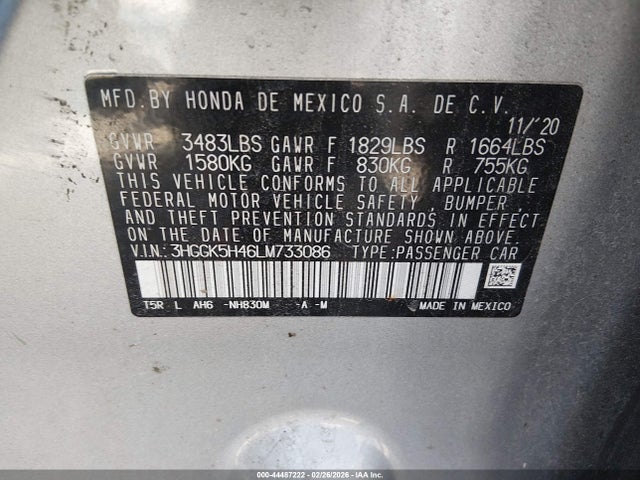 MFD.BY HONDA DE MEXICO S.A. DE C.V.
11/'20
GVWR 3483LBS GAWR F 1829LBS R 1664LBS
GVWR 1580KG GAWR F 830KG R 755KG
THIS VEHICLE CONFORMS TO ALL APPLICABLE
FEDERAL MOTOR VEHICLE SAFETY, BUMPER,
AND THEFT PREVENTION STANDARDS IN EFFECT
ON THE DATE OF MANUFACTURE SHOWN ABOVE.
V.I.N.: 3HGGK5H46LM733086 TYPE:PASSENGER CAR
T5R L AH6 -NH830M -A -M MADE IN MEXICO
000-44487222 - 02/26/2026 - IAA Inc.